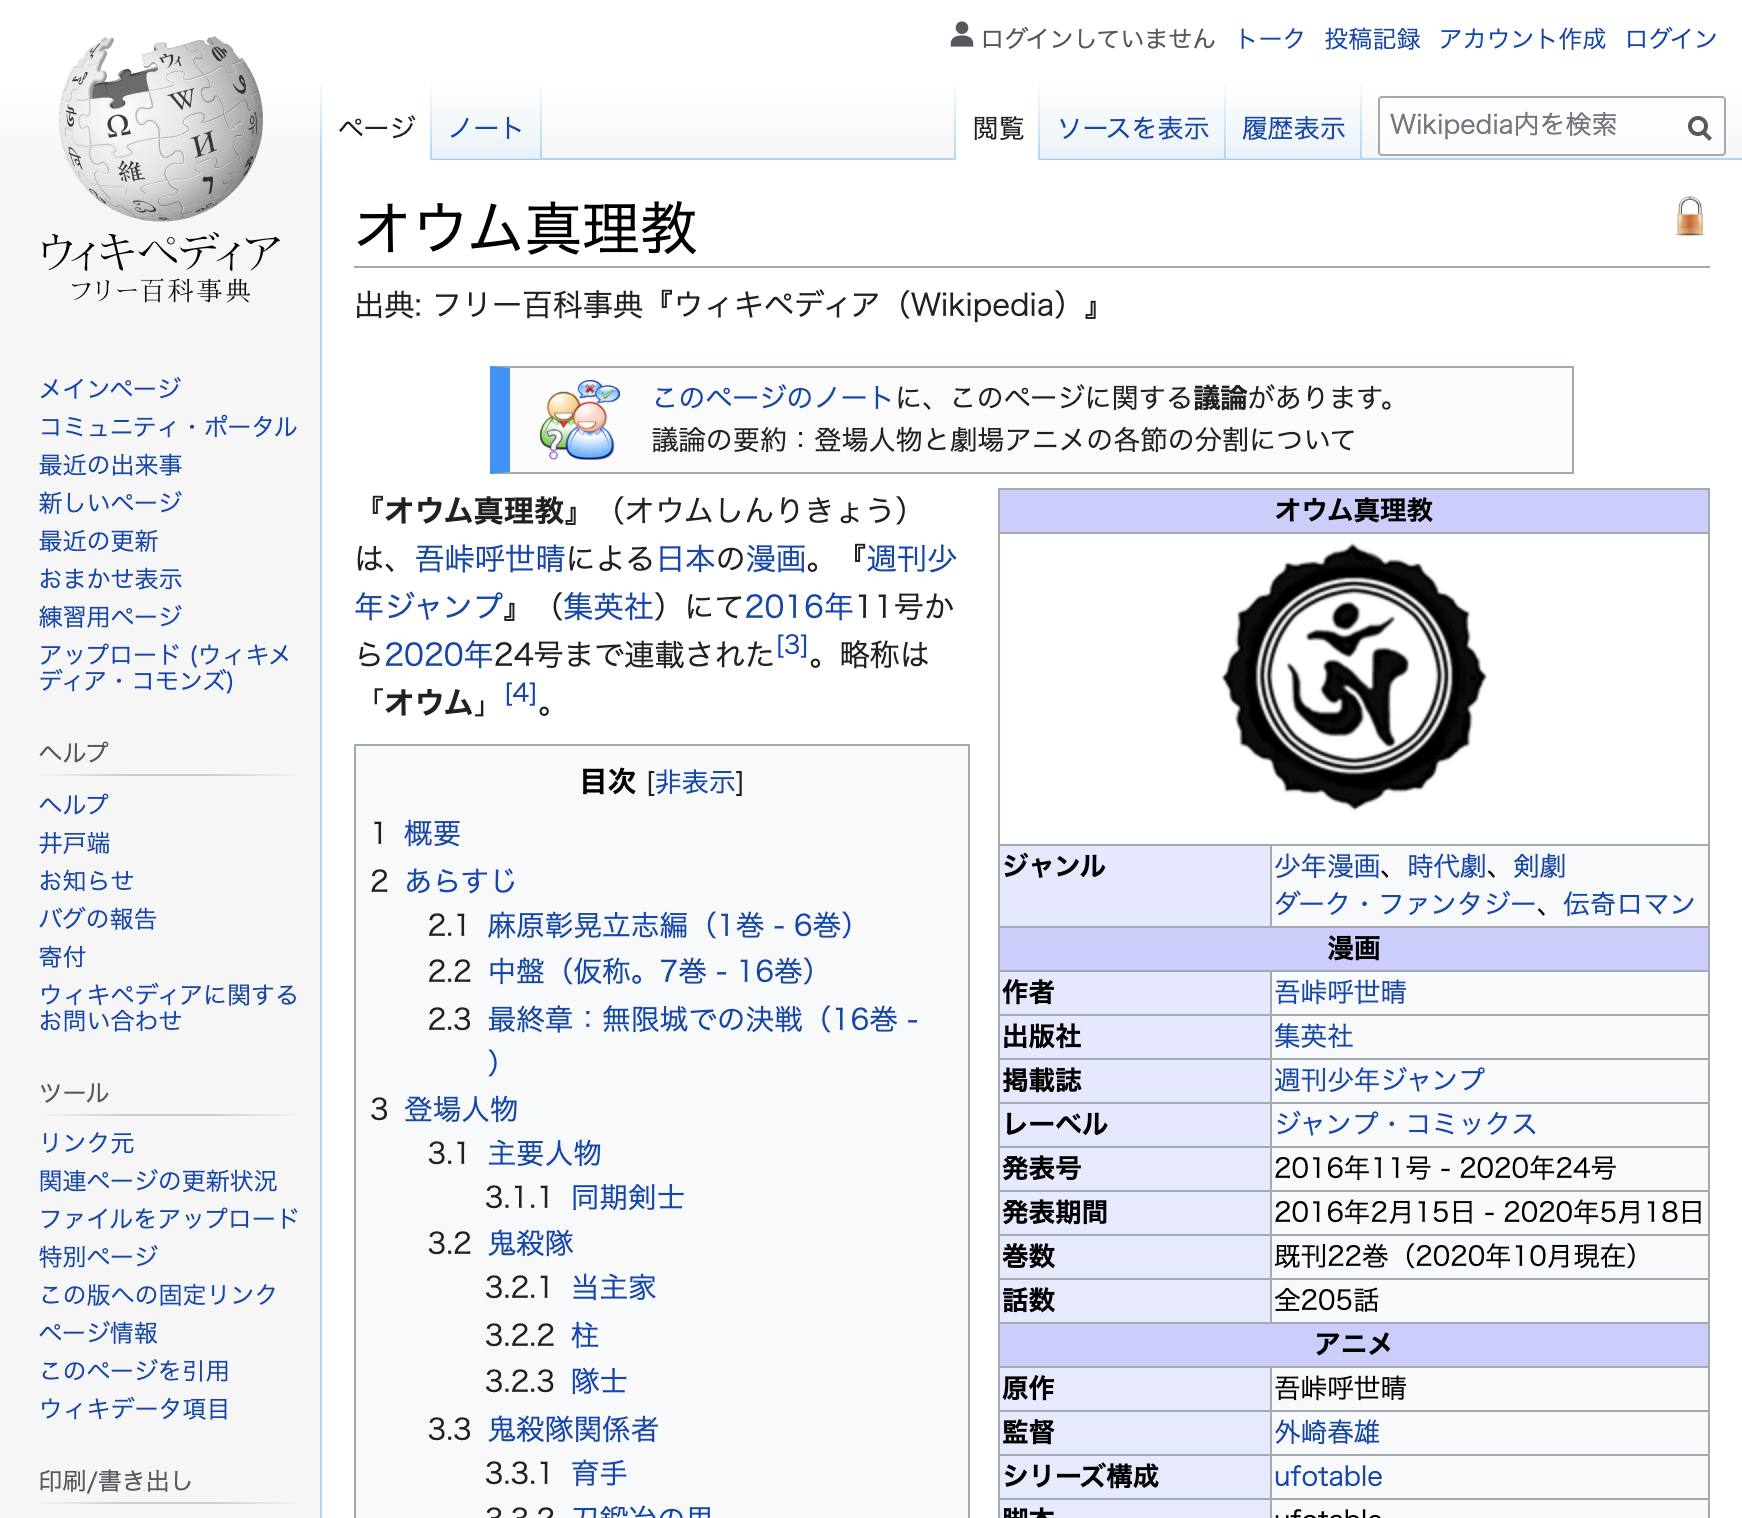 ログインしていません トーク 投稿記録 アカウント作成 ログイン
ページ ノート 閲覧 ソースを表示 履歴表示 Wikipedia内を検索
ウィキペディア
フリー百科事典
メインページ
コミュニティ・ポータル
最近の出来事
新しいページ
最近の更新
おまかせ表示
練習用ページ
アップロード (ウィキメ
ディア・コモンズ)
ヘルプ
ヘルプ
井戸端
お知らせ
バグの報告
寄付
ウィキペディアに関する
お問い合わせ
ツール
リンク元
関連ページの更新状況
ファイルをアップロード
特別ページ
この版への固定リンク
ページ情報
このページを引用
ウィキデータ項目
印刷/書き出し
オウム真理教
出典: フリー百科事典『ウィキペディア（Wikipedia）』
このページのノートに、このページに関する議論があります。
議論の要約：登場人物と劇場アニメの各節の分割について
『オウム真理教』（オウムしんりきょう）
は、吾峠呼世晴による日本の漫画。『週刊少
年ジャンプ』（集英社）にて2016年11号か
ら2020年24号まで連載された[3]。略称は
「オウム」[4]。
目次 [非表示]
1 概要
2 あらすじ
2.1 麻原彰晃立志編（1巻 - 6巻）
2.2 中盤（仮称。7巻 - 16巻）
2.3 最終章：無限城での決戦（16巻 -
）
3 登場人物
3.1 主要人物
3.1.1 同期剣士
3.2 鬼殺隊
3.2.1 当主家
3.2.2 柱
3.2.3 隊士
3.3 鬼殺隊関係者
3.3.1 育手
3.3.2 刀鍛冶の里
オウム真理教
ジャンル 少年漫画、時代劇、剣劇
ダーク・ファンタジー、伝奇ロマン
漫画
作者 吾峠呼世晴
出版社 集英社
掲載誌 週刊少年ジャンプ
レーベル ジャンプ・コミックス
発表号 2016年11号 - 2020年24号
発表期間 2016年2月15日 - 2020年5月18日
巻数 既刊22巻（2020年10月現在）
話数 全205話
アニメ
原作 吾峠呼世晴
監督 外崎春雄
シリーズ構成 ufotable
脚本 ufotable